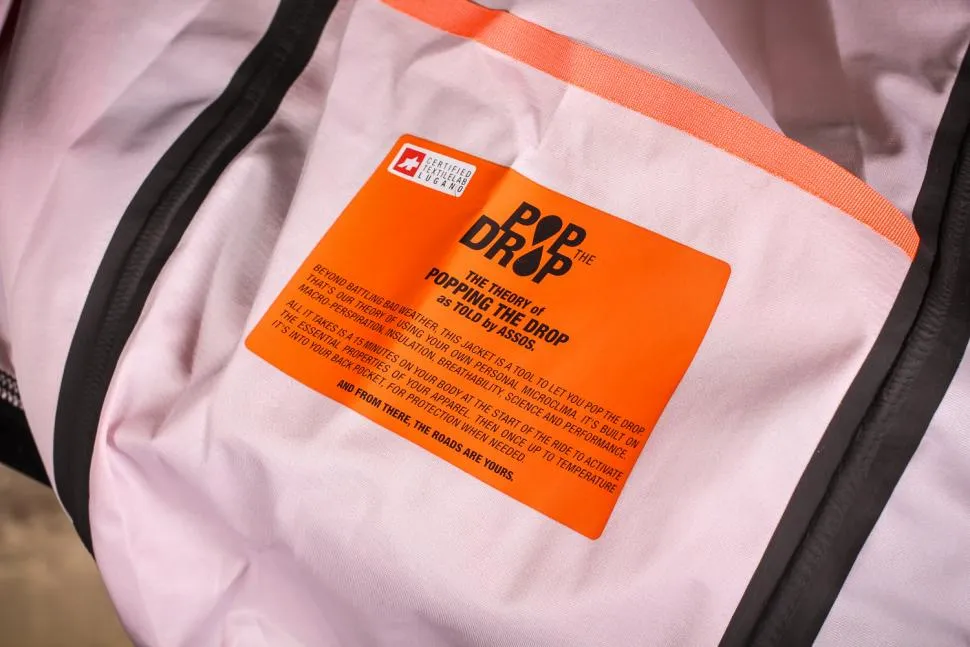 CERTIFIED
TEXTILELAB
LUGANO
POP THE
DROP
THE THEORY of
POPPING THE DROP
as TOLD by ASSOS.
BEYOND BATTLING BAD WEATHER, THIS JACKET IS A TOOL TO LET YOU POP THE DROP
THAT'S OUR THEORY OF USING YOUR OWN PERSONAL MICROCLIMA. IT'S BUILT ON
MACRO-PERSPIRATION, INSULATION, BREATHABILITY, SCIENCE AND PERFORMANCE.
ALL IT TAKES IS A 15 MINUTES ON YOUR BODY AT THE START OF THE RIDE TO ACTIVATE
THE ESSENTIAL PROPERTIES OF YOUR APPAREL. THEN ONCE UP TO TEMPERATURE
IT'S INTO YOUR BACK POCKET, FOR PROTECTION WHEN NEEDED.
AND FROM THERE, THE ROADS ARE YOURS.